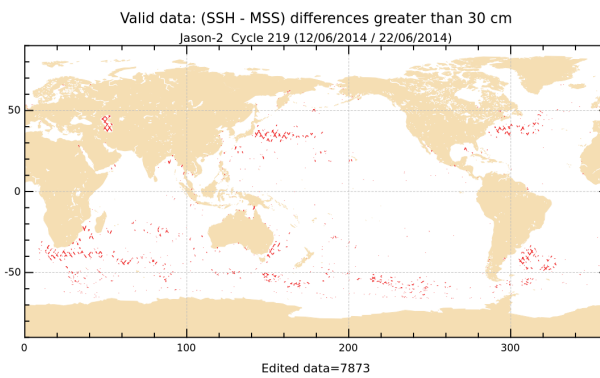 Valid data: (SSH - MSS) differences greater than 30 cm
Jason-2 Cycle 219 (12/06/2014 / 22/06/2014)
50
0
-50
0 100 200 300
Edited data=7873